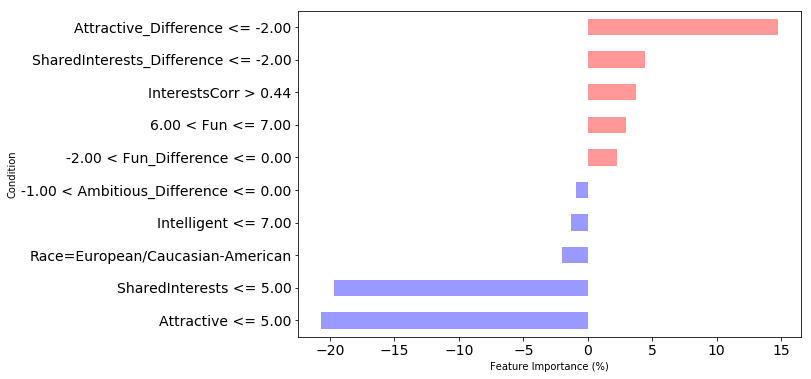 Attractive_Difference <= -2.00
SharedInterests_Difference <= -2.00
InterestsCorr > 0.44
6.00 < Fun <= 7.00
-2.00 < Fun_Difference <= 0.00
-1.00 < Ambitious_Difference <= 0.00
Intelligent <= 7.00
Race=European/Caucasian-American
SharedInterests <= 5.00
Attractive <= 5.00
Condition
−20 −15 −10 −5 0 5 10 15
Feature Importance (%)